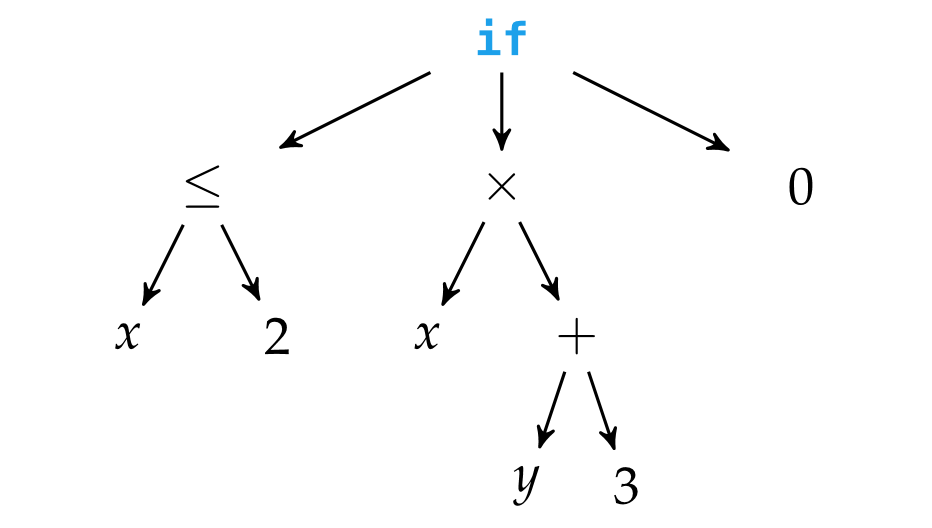 if
≤ × 0
x 2 x +
y 3